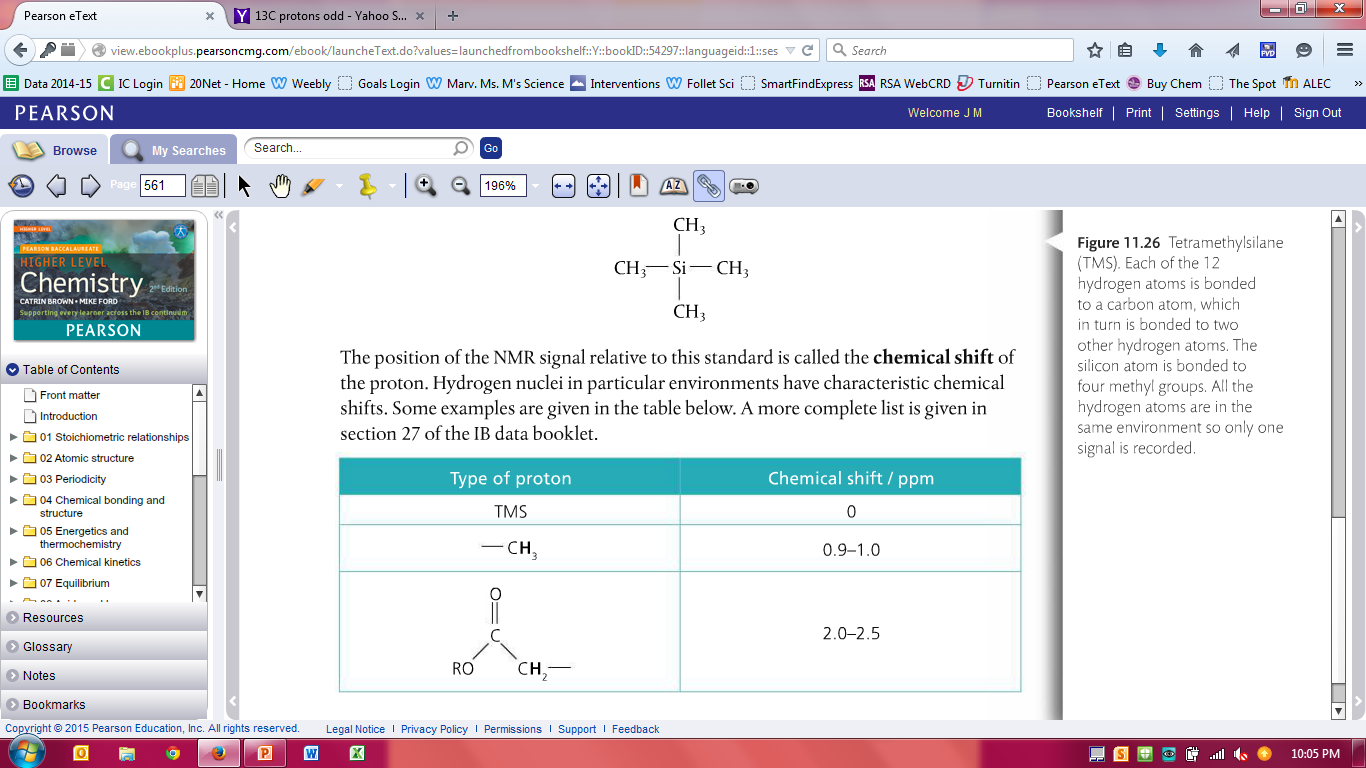 Pearson eText
13C protons odd - Yahoo S...
view.ebookplus.pearsoncmg.com/ebook/launcheText.do?values=launchedfrombookshelf::Y::bookID::54297::languageid::1::ses
Search
Data 2014-15 IC Login 20Net - Home Weebly Goals Login Marv. Ms. M's Science Interventions Follet Sci SmartFindExpress RSA RSA WebCRD Turnitin Pearson eText Buy Chem The Spot ALEC »
PEARSON
Welcome J M
Bookshelf | Print | Settings | Help | Sign Out
Browse
My Searches
Search...
Go
Page 561
196%
HIGHER LEVEL
PEARSON BACCALAUREATE
HIGHER LEVEL
Chemistry 2nd Edition
CATRIN BROWN • MIKE FORD
Supporting every learner across the IB continuum
PEARSON
Table of Contents
Front matter
Introduction
01 Stoichiometric relationships
02 Atomic structure
03 Periodicity
04 Chemical bonding and
structure
05 Energetics and
thermochemistry
06 Chemical kinetics
07 Equilibrium
Resources
Glossary
Notes
Bookmarks
CH3
CH3 — Si — CH3
CH3
The position of the NMR signal relative to this standard is called the chemical shift of
the proton. Hydrogen nuclei in particular environments have characteristic chemical
shifts. Some examples are given in the table below. A more complete list is given in
section 27 of the IB data booklet.
Type of proton Chemical shift / ppm
TMS 0
—CH3 0.9–1.0
O
C
RO CH2—
2.0–2.5
Figure 11.26 Tetramethylsilane
(TMS). Each of the 12
hydrogen atoms is bonded
to a carbon atom, which
in turn is bonded to two
other hydrogen atoms. The
silicon atom is bonded to
four methyl groups. All the
hydrogen atoms are in the
same environment so only one
signal is recorded.
Copyright © 2015 Pearson Education, Inc. All rights reserved. Legal Notice | Privacy Policy | Permissions | Support | Feedback
10:05 PM